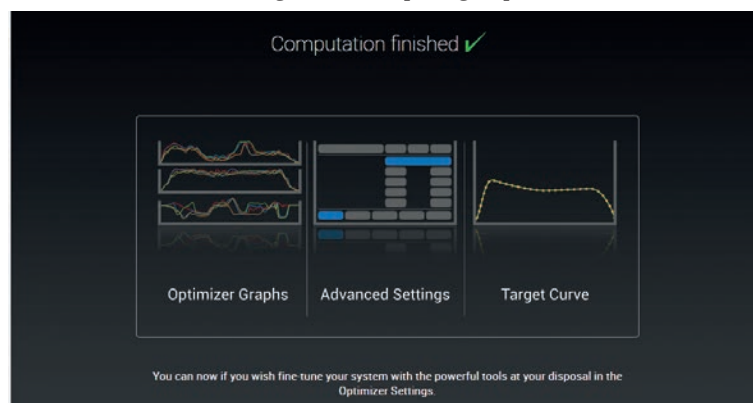 Computation finished
Optimizer Graphs
Advanced Settings
Target Curve
You can now if you wish fine-tune your system with the powerful tools at your disposal in the
Optimizer Settings.